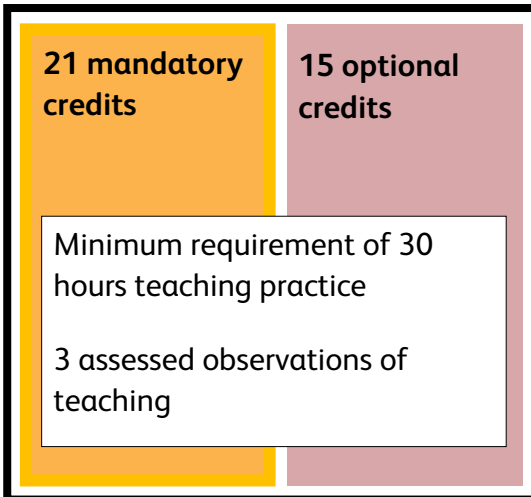 21 mandatory
credits
15 optional
credits
Minimum requirement of 30
hours teaching practice
3 assessed observations of
teaching